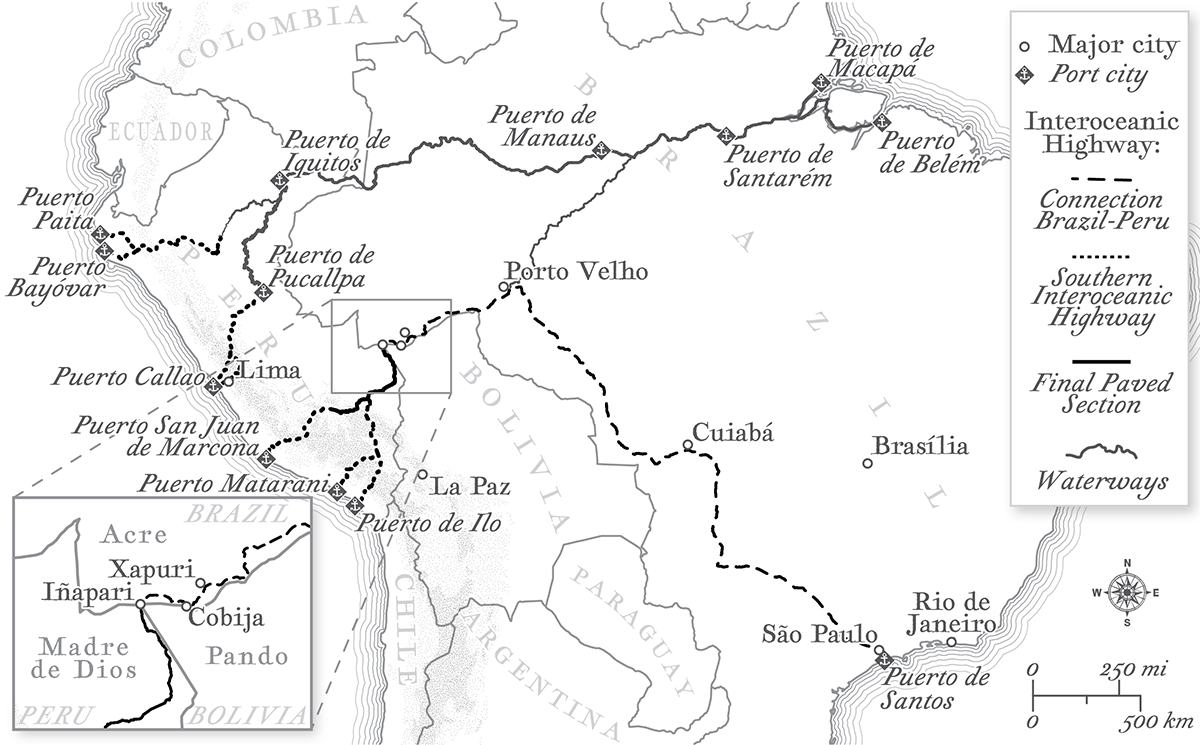 COLOMBIA
ECUADOR
PERU
BRAZIL
BOLIVIA
PARAGUAY
CHILE
ARGENTINA
Puerto de
Macapá
Puerto de
Manaus
Puerto de
Iquitos
Puerto de
Santarém
Puerto
de Belém
Puerto
Paita
Puerto
Bayóvar
Puerto de
Pucallpa
Porto Velho
Puerto Callao
Lima
Puerto San Juan
de Marcona
Cuiabá
Brasília
La Paz
Puerto Matarani
Puerto de Ilo
São Paulo
Rio de
Janeiro
Puerto de
Santos
BRAZIL
Acre
Xapuri
Iñapari
Cobija
Madre
de Dios
Pando
PERU
BOLIVIA
Major city
Port city
Interoceanic
Highway:
Connection
Brazil-Peru
Southern
Interoceanic
Highway
Final Paved
Section
Waterways
N
W
E
S
0
250 mi
0
500 km